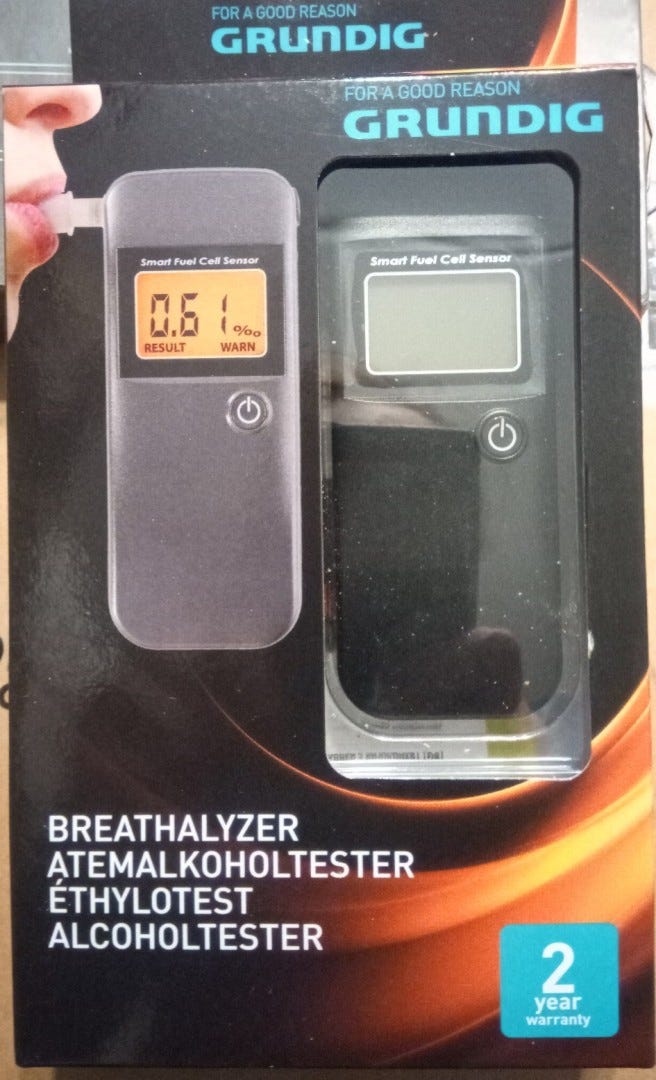 FOR A GOOD REASON
GRUNDIG
FOR A GOOD REASON
GRUNDIG
Smart Fuel Cell Sensor
0.61 ‰
RESULT WARN
Smart Fuel Cell Sensor
BREATHALYZER
ATEMALKOHOLTESTER
ÉTHYLOTEST
ALCOHOLTESTER
2
year
warranty